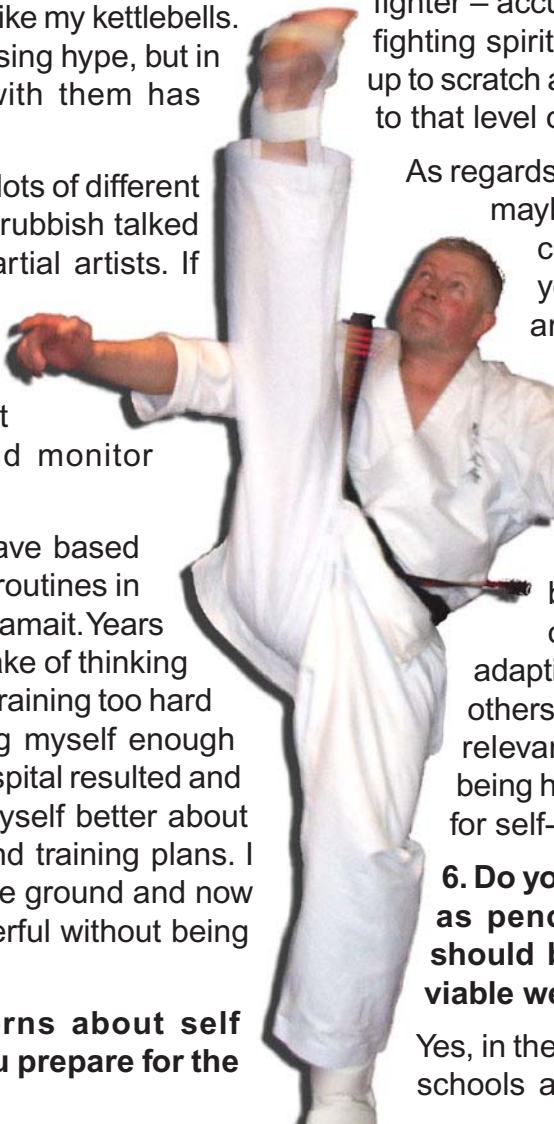 like my kettlebells.
sing hype, but in
with them has
lots of different
rubbish talked
artial artists. If
t
d monitor
ave based
routines in
amait. Years
ake of thinking
raining too hard
g myself enough
spital resulted and
yself better about
nd training plans. I
e ground and now
erful without being
rns about self
u prepare for the
fighter – accu
fighting spirit
up to scratch a
to that level o
As regards
mayb
c
yo
ar
b
c
adapti
others
relevan
being h
for self-
6. Do yo
as penc
should b
viable we
Yes, in the
schools a